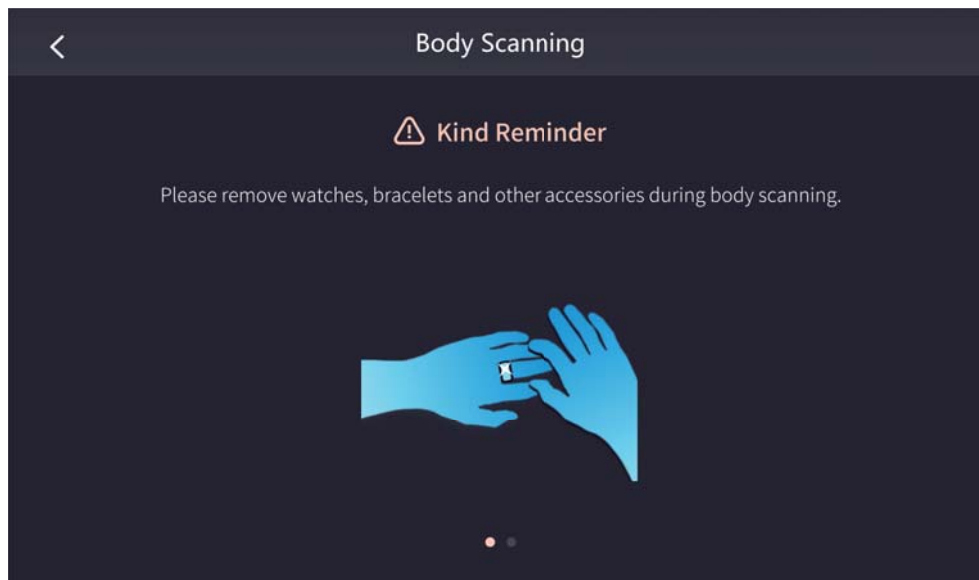 Body Scanning
Kind Reminder
Please remove watches, bracelets and other accessories during body scanning.